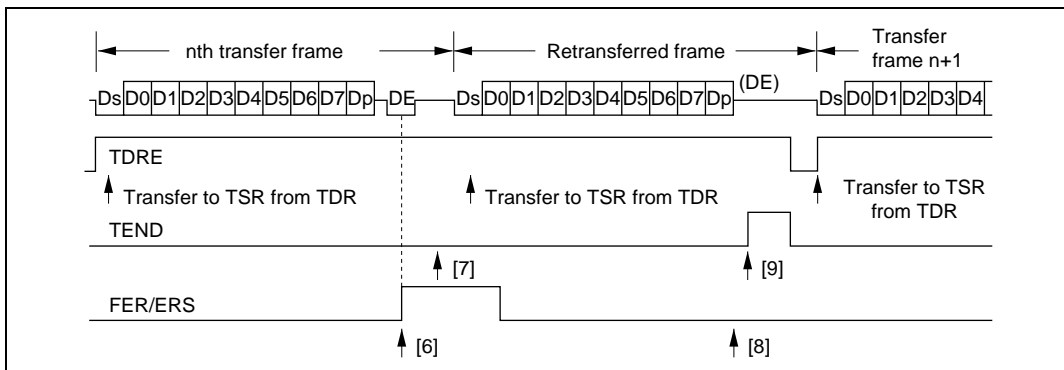 nth transfer frame
Retransferred frame
Transfer
frame n+1
Ds D0 D1 D2 D3 D4 D5 D6 D7 Dp DE
Ds D0 D1 D2 D3 D4 D5 D6 D7 Dp (DE)
Ds D0 D1 D2 D3 D4
TDRE
Transfer to TSR from TDR
Transfer to TSR from TDR
Transfer to TSR
from TDR
TEND
[7]
[9]
FER/ERS
[6]
[8]